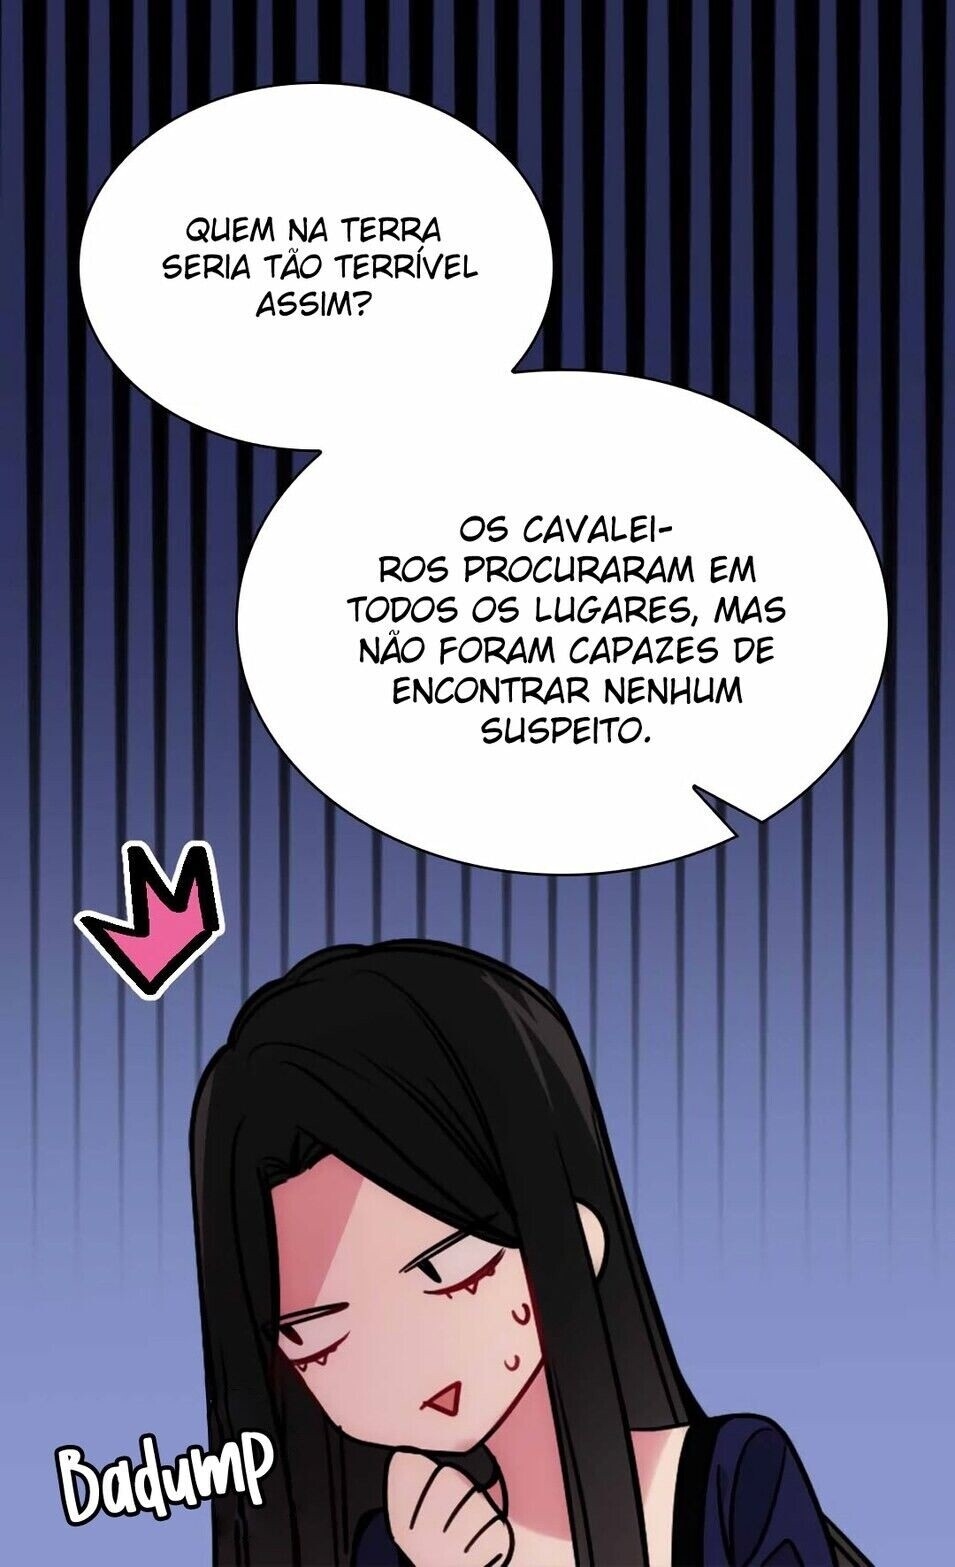 QUEM NA TERRA
SERIA TÃO TERRÍVEL
ASSIM?
OS CAVALEI-
ROS PROCURARAM EM
TODOS OS LUGARES, MAS
NÃO FORAM CAPAZES DE
ENCONTRAR NENHUM
SUSPEITO.
Badump